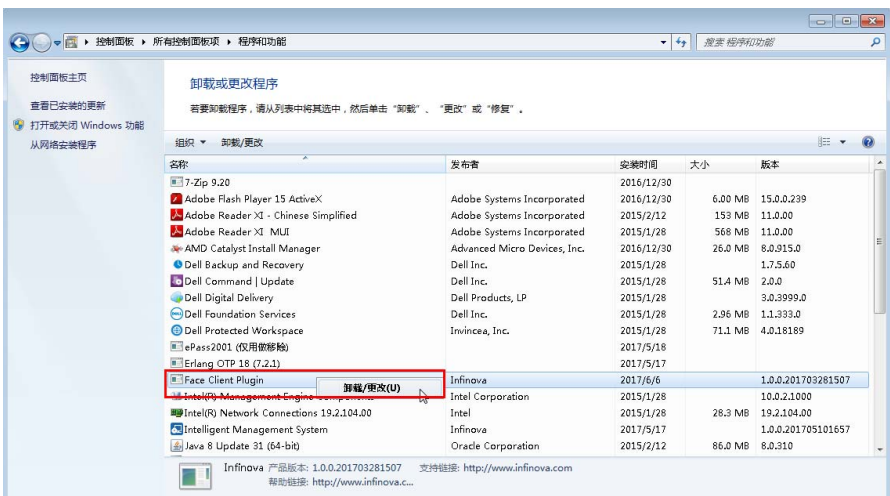 控制面板 ▸ 所有控制面板项 ▸ 程序和功能
搜索 程序和功能
控制面板主页
查看已安装的更新
打开或关闭 Windows 功能
从网络安装程序
卸载或更改程序
若要卸载程序，请从列表中将其选中，然后单击“卸载”、“更改”或“修复”。
组织 卸载/更改
名称 发布者 安装时间 大小 版本
7-Zip 9.20 2016/12/30
Adobe Flash Player 15 ActiveX Adobe Systems Incorporated 2016/12/30 6.00 MB 15.0.0.239
Adobe Reader XI - Chinese Simplified Adobe Systems Incorporated 2015/2/12 153 MB 11.0.00
Adobe Reader XI MUI Adobe Systems Incorporated 2015/1/28 568 MB 11.0.00
AMD Catalyst Install Manager Advanced Micro Devices, Inc. 2016/12/30 26.0 MB 8.0.915.0
Dell Backup and Recovery Dell Inc. 2015/1/28 1.7.5.60
Dell Command | Update Dell Inc. 2015/1/28 51.4 MB 2.0.0
Dell Digital Delivery Dell Products, LP 2015/1/28 3.0.3999.0
Dell Foundation Services Dell Inc. 2015/1/28 2.96 MB 1.1.333.0
Dell Protected Workspace Invincea, Inc. 2015/1/28 71.1 MB 4.0.18189
ePass2001 (仅用做移除) 2017/5/18
Erlang OTP 18 (7.2.1) 2017/5/17
Face Client Plugin Infinova 2017/6/6 1.0.0.201703281507
卸载/更改(U)
Intel(R) Management Engine Components Intel Corporation 2015/1/28 10.0.2.1000
Intel(R) Network Connections 19.2.104.00 Intel 2015/1/28 28.3 MB 19.2.104.00
Intelligent Management System Infinova 2017/5/17 1.0.0.201705101657
Java 8 Update 31 (64-bit) Oracle Corporation 2015/2/12 86.0 MB 8.0.310
Infinova 产品版本: 1.0.0.201703281507 支持链接: http://www.infinova.com
帮助链接: http://www.infinova.c...